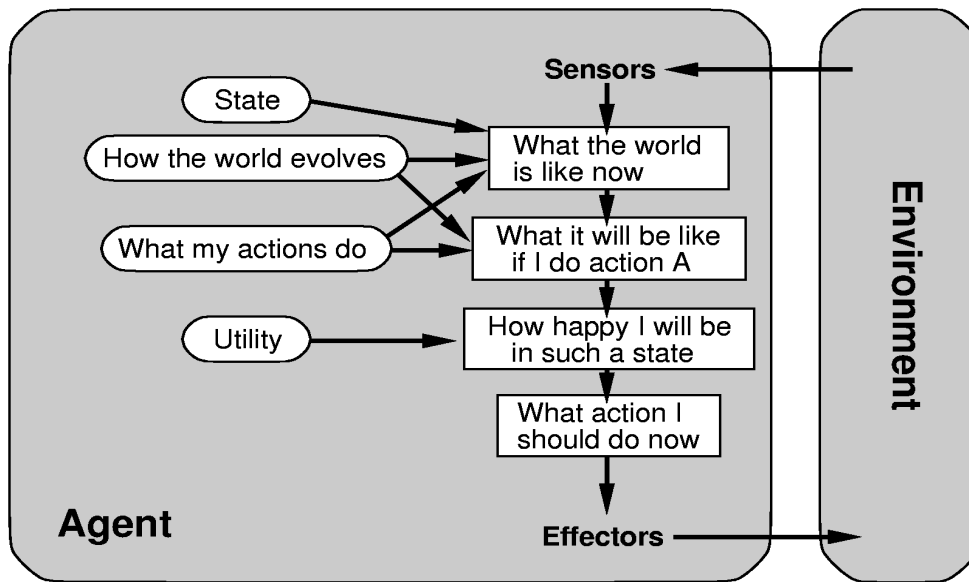 Sensors
State
What the world
is like now
How the world evolves
What my actions do
What it will be like
if I do action A
Utility
How happy I will be
in such a state
What action I
should do now
Agent
Effectors
Environment